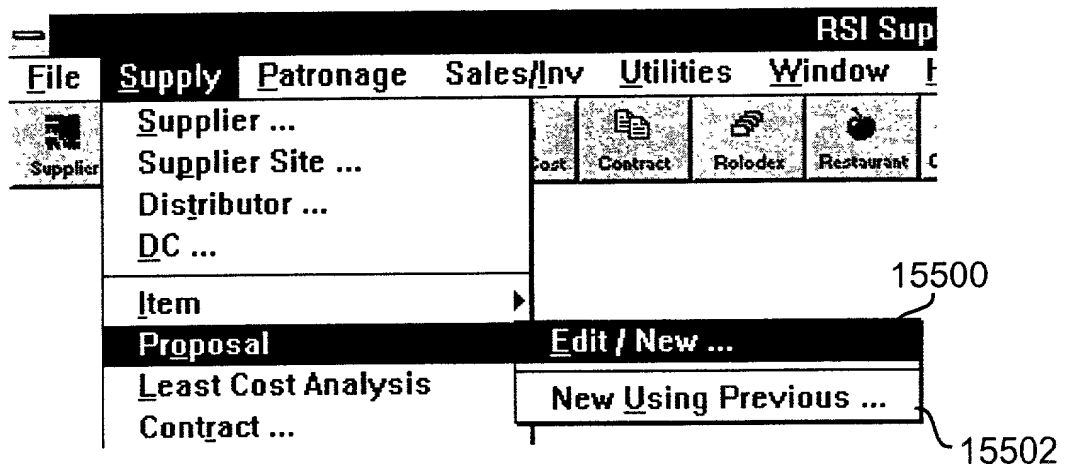 RSI Sup
File Supply Patronage Sales/Inv Utilities Window
Supplier Cost Contract Rolodex Restaurant
Supplier ...
Supplier Site ...
Distributor ...
DC ...
Item
Proposal
Least Cost Analysis
Contract ...
15500
Edit / New ...
New Using Previous ...
15502